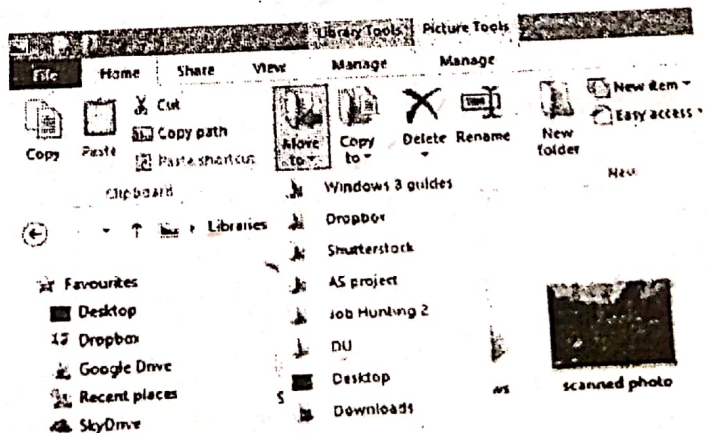 Library Tools Picture Tools
File Home Share View Manage Manage
Cut
Copy path
Paste shortcut
Copy Paste
Move to
Copy to
Delete Rename
New folder
New item
Easy access
Clipboard
New
Libraries
Windows 8 guides
Dropbox
Shutterstock
AS project
Job Hunting 2
DU
Desktop
Downloads
Favourites
Desktop
Dropbox
Google Drive
Recent places
SkyDrive
S
ws
scanned photo